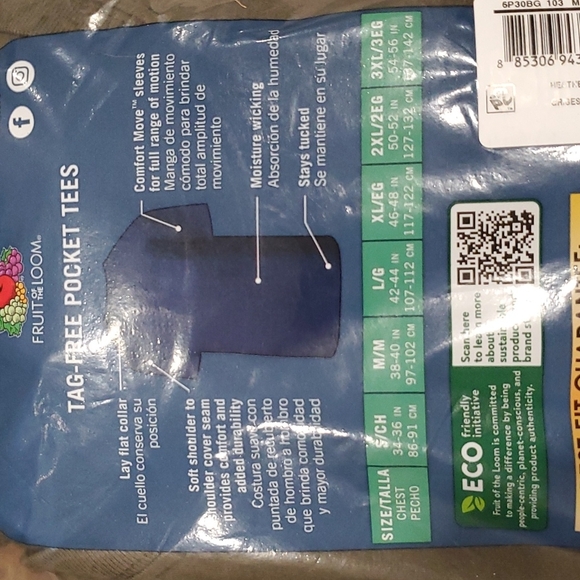 FRUIT OF THE LOOM®
TAG-FREE POCKET TEES
Comfort Move™ sleeves
for full range of motion
Manga de movimiento
cómodo para brindar
total amplitud de
movimiento
Moisture wicking
Absorción de la humedad
Stays tucked
Se mantiene en su lugar
Lay flat collar
El cuello conserva su
posición
Soft shoulder to
shoulder cover seam
provides comfort and
added durability
Costura suave con
puntada de recubierto
de hombro a hombro
que brinda comodidad
y mayor durabilidad
SIZE/TALLA S/CH M/M L/G XL/EG 2XL/2EG 3XL/3EG
CHEST 34-36 IN 38-40 IN 42-44 IN 46-48 IN 50-52 IN 54-56 IN
PECHO 86-91 CM 97-102 CM 107-112 CM 117-122 CM 127-132 CM 137-142 CM
ECO friendly
initiative
Fruit of the Loom is committed
to making a difference by being
people-centric, planet-conscious, and
providing product authenticity.
Scan here
to learn more
about
6P30BG 103
8 85306 943